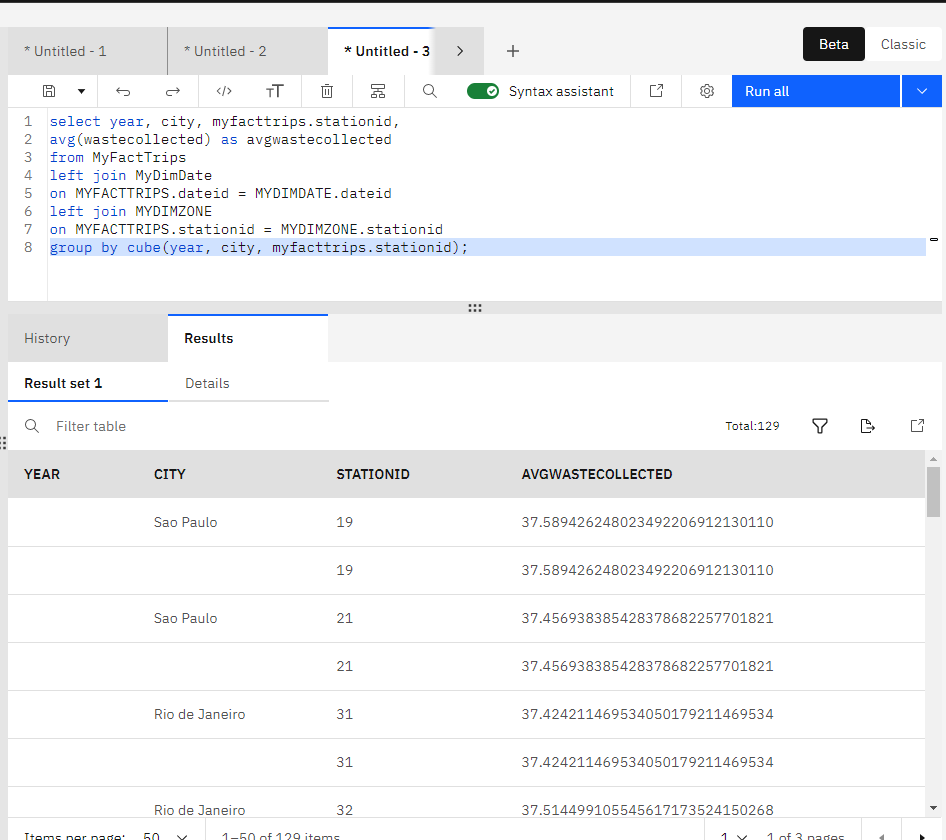 * Untitled - 1 * Untitled - 2 * Untitled - 3 Beta Classic
</> TT Syntax assistant Run all
1 select year, city, myfacttrips.stationid,
2 avg(wastecollected) as avgwastecollected
3 from MyFactTrips
4 left join MyDimDate
5 on MYFACTTRIPS.dateid = MYDIMDATE.dateid
6 left join MYDIMZONE
7 on MYFACTTRIPS.stationid = MYDIMZONE.stationid
8 group by cube(year, city, myfacttrips.stationid);
History Results
Result set 1 Details
Filter table Total:129
YEAR CITY STATIONID AVGWASTECOLLECTED
Sao Paulo 19 37.589426248023492206912130110
19 37.589426248023492206912130110
Sao Paulo 21 37.456938385428378682257701821
21 37.456938385428378682257701821
Rio de Janeiro 31 37.424211469534050179211469534
31 37.424211469534050179211469534
Rio de Janeiro 32 37.514499105545617173524150268
Items per page: 50 1–50 of 129 items 1 1 of 3 pages